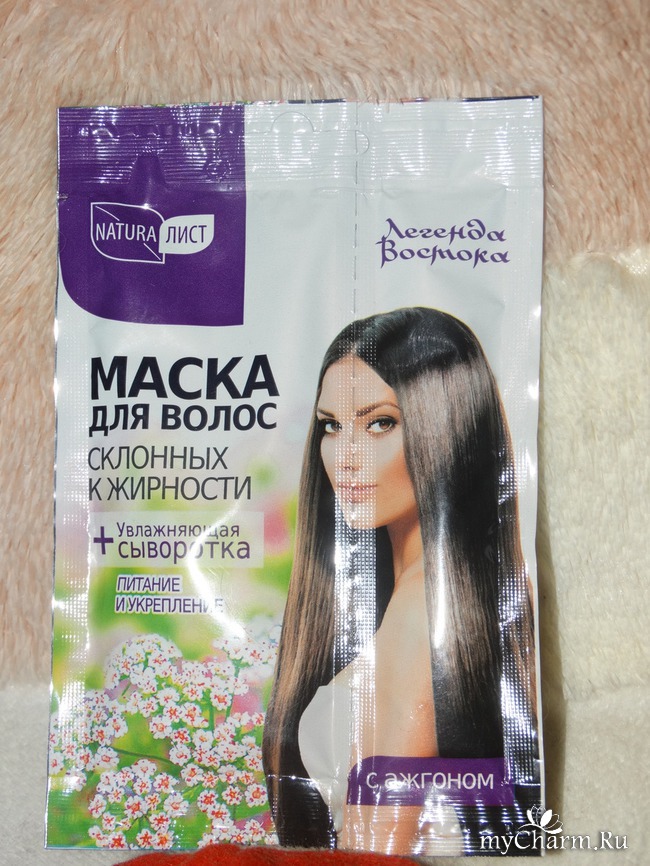 NATURA ЛИСТ
Легенда
Востока
МАСКА
ДЛЯ ВОЛОС
СКЛОННЫХ
К ЖИРНОСТИ
+ Увлажняющая
сыворотка
ПИТАНИЕ
И УКРЕПЛЕНИЕ
с ажгоном
myCharm.Ru